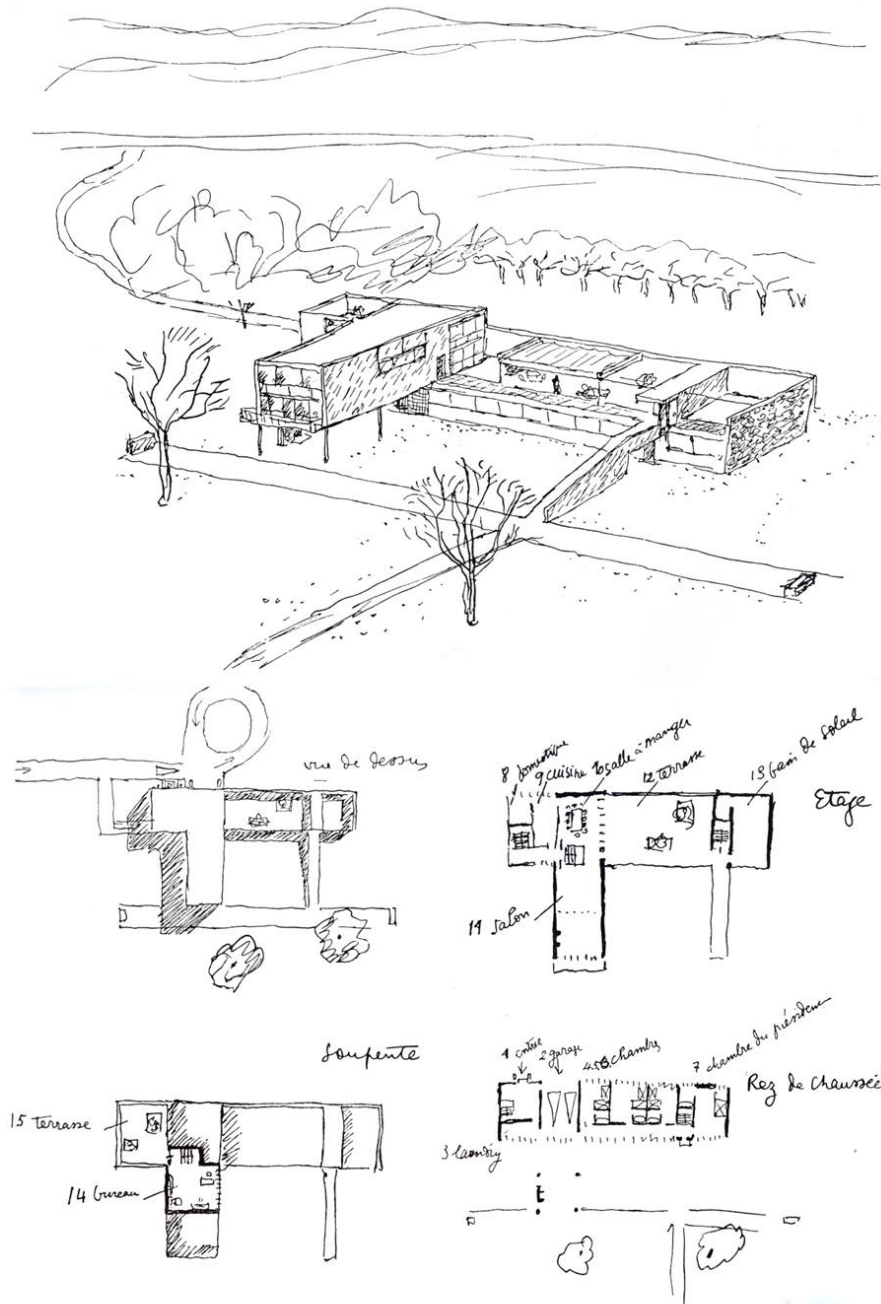 vue de dessus
8 domestique
9 cuisine
10 salle à manger
12 terrasse
13 bain de soleil
Etage
11 salon
Soupente
15 terrasse
14 bureau
1 entrée
2 garage
4.5.6 chambres
7 chambre du président
Rez de chaussée
3 laundry